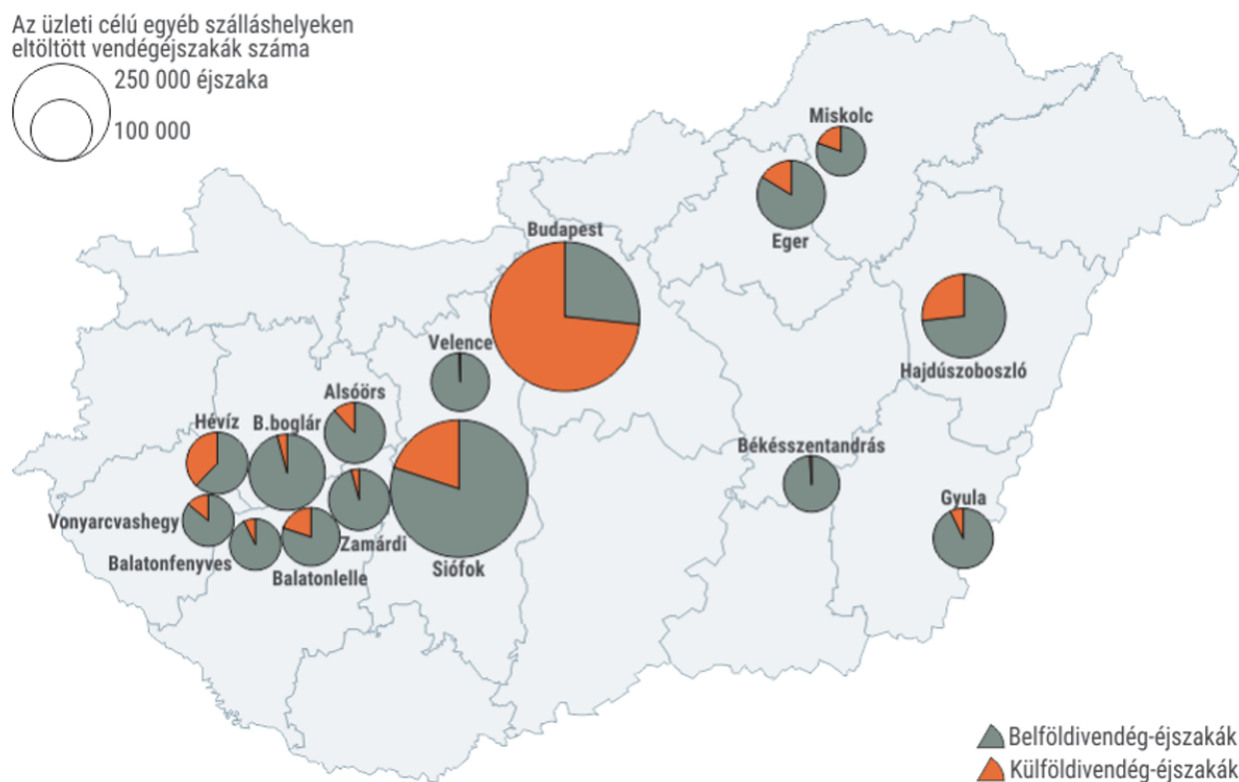 Az üzleti célú egyéb szálláshelyeken
eltöltött vendégéjszakák száma
250 000 éjszaka
100 000
Miskolc
Eger
Budapest
Velence
Hajdúszoboszló
Alsóörs
Hévíz
B.boglár
Békésszentandrás
Gyula
Vonyarcvashegy
Zamárdi
Balatonfenyves
Balatonlelle
Siófok
Belföldivendég-éjszakák
Külföldivendég-éjszakák